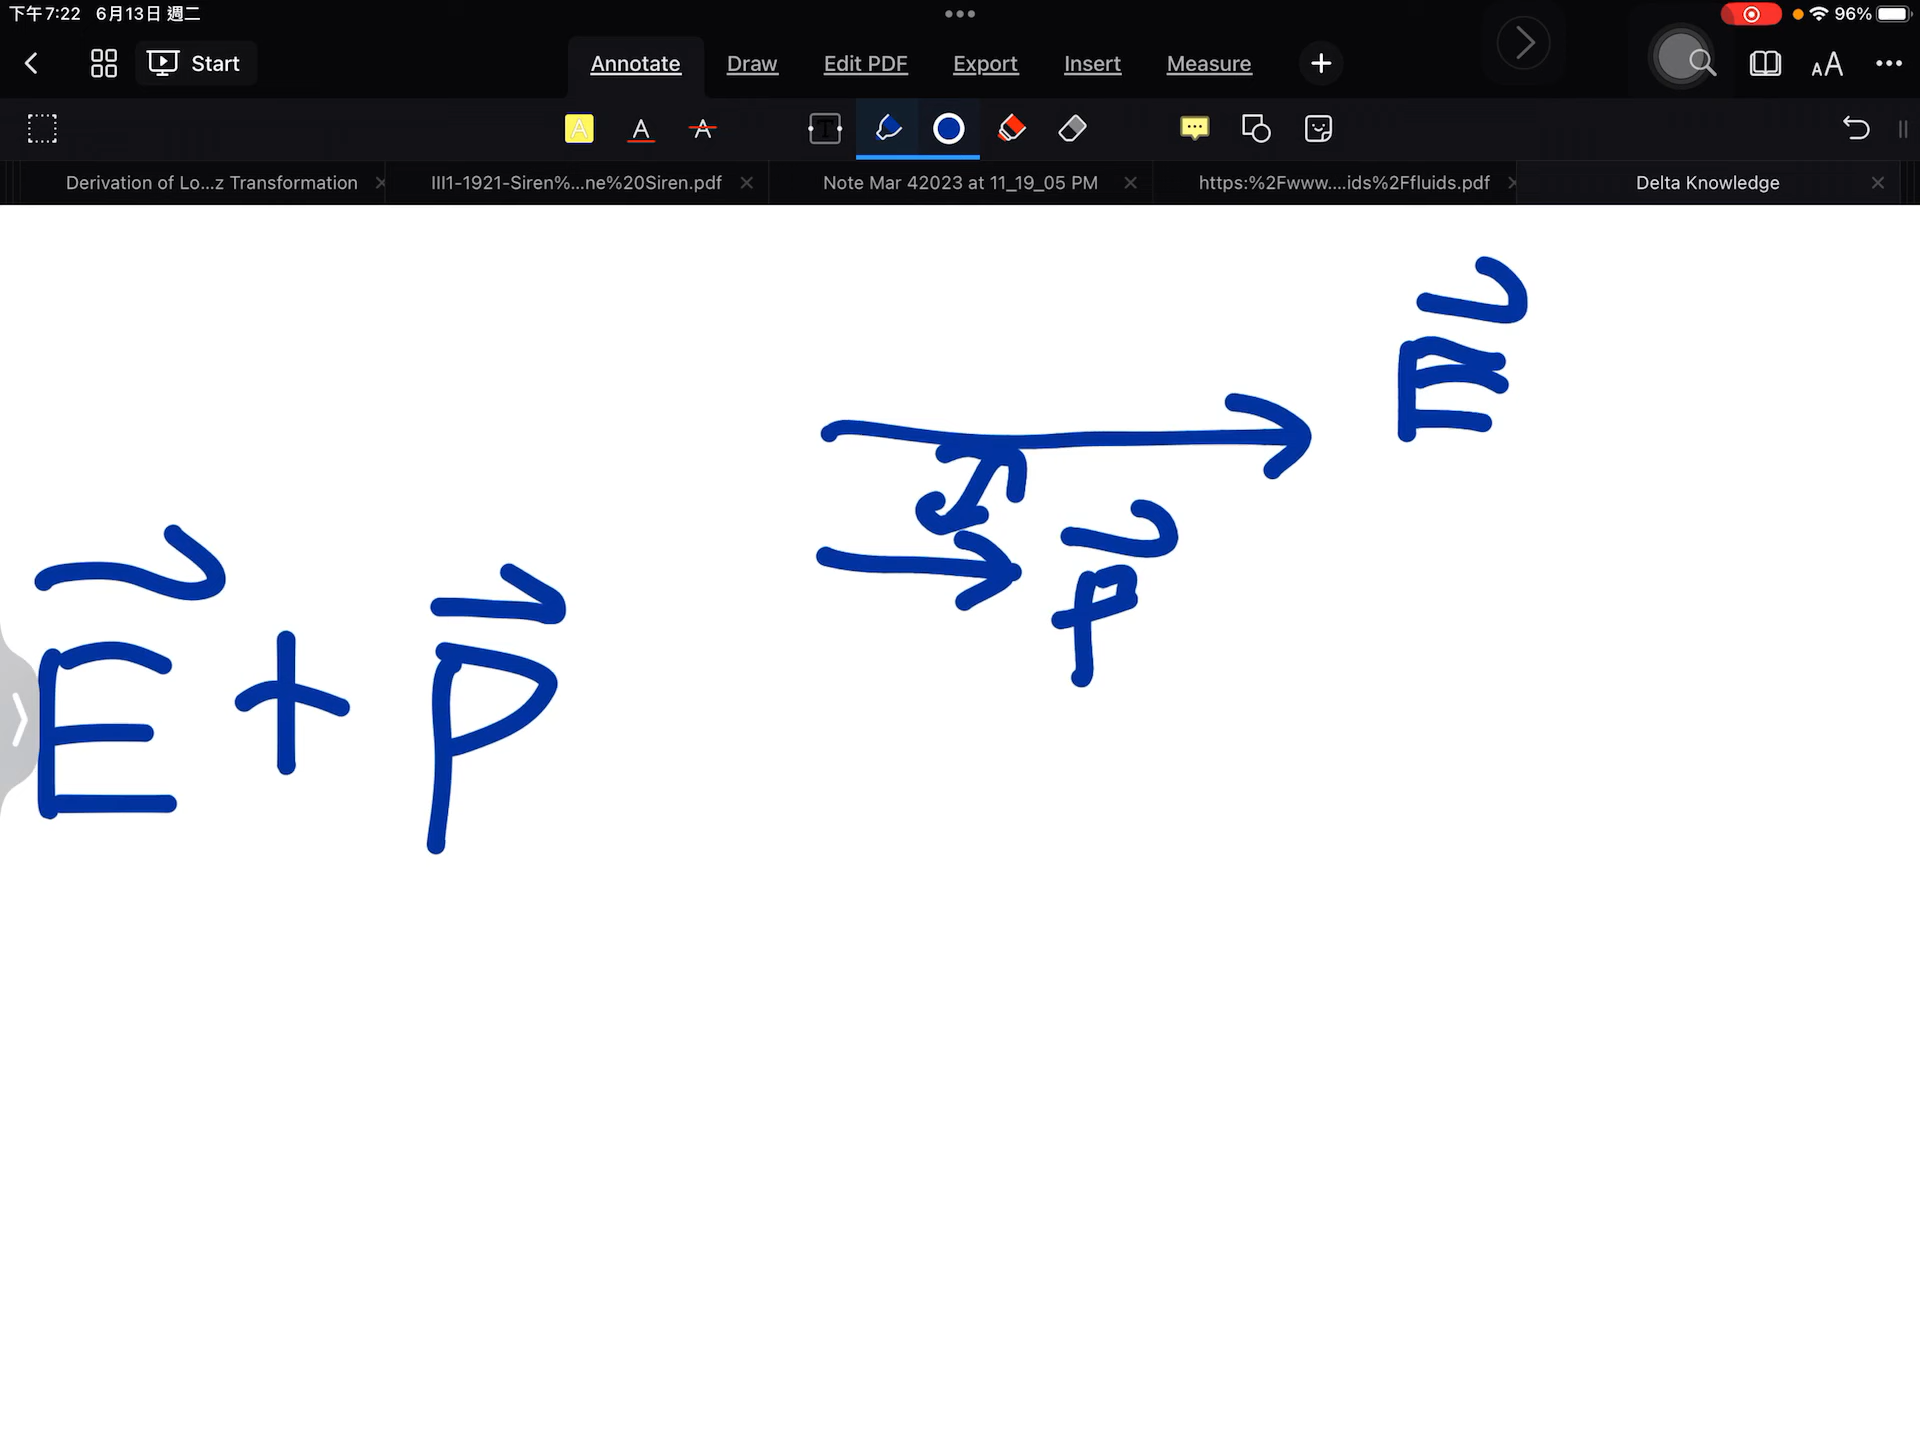 下午7:22 6月13日 週二 96%
Start Annotate Draw Edit PDF Export Insert Measure AA
A A A T
Derivation of Lo...z Transformation III1-1921-Siren%...ne%20Siren.pdf Note Mar 42023 at 11_19_05 PM https:%2Fwww....ids%2Ffluids.pdf Delta Knowledge
E
P
E + P